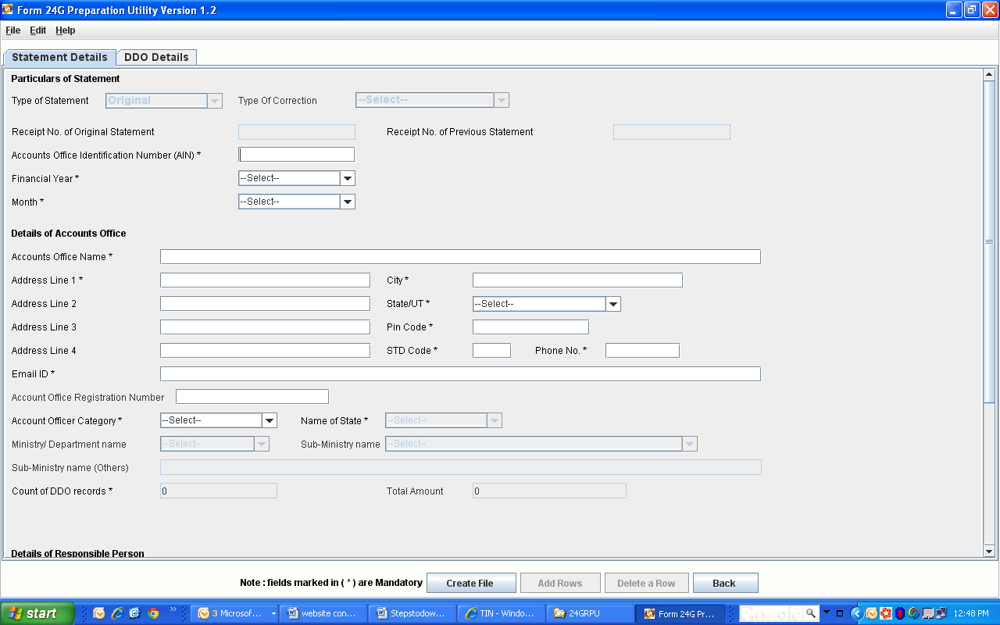 Form 24G Preparation Utility Version 1.2
File Edit Help
Statement Details DDO Details
Particulars of Statement
Type of Statement Original Type Of Correction --Select--
Receipt No. of Original Statement Receipt No. of Previous Statement
Accounts Office Identification Number (AIN) *
Financial Year * --Select--
Month * --Select--
Details of Accounts Office
Accounts Office Name *
Address Line 1 * City *
Address Line 2 State/UT * --Select--
Address Line 3 Pin Code *
Address Line 4 STD Code * Phone No. *
Email ID *
Account Office Registration Number
Account Officer Category * --Select-- Name of State * --Select--
Ministry/ Department name --Select-- Sub-Ministry name --Select--
Sub-Ministry name (Others)
Count of DDO records * 0 Total Amount 0
Details of Responsible Person
Note : fields marked in ( * ) are Mandatory Create File Add Rows Delete a Row Back
start 3 Microsof... website con... Stepstodow... TIN - Windo... 24GRPU Form 24G Pr... Google 12:48 PM